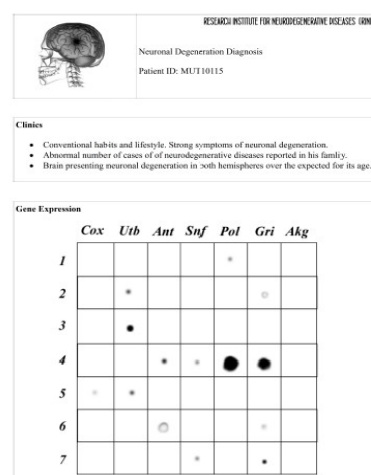 RESEARCH INSTITUTE FOR NEURODEGENERATIVE DISEASES (RIN
Neuronal Degeneration Diagnosis
Patient ID: MUT10115
Clinics
Conventional habits and lifestyle. Strong symptoms of neuronal degeneration.
Abnormal number of cases of of neurodegenerative diseases reported in his famliy.
Brain presenting neuronal degeneration in both hemispheres over the expected for its age.
Gene Expression
Cox Utb Ant Snf Pol Gri Akg
1
2
3
4
5
6
7